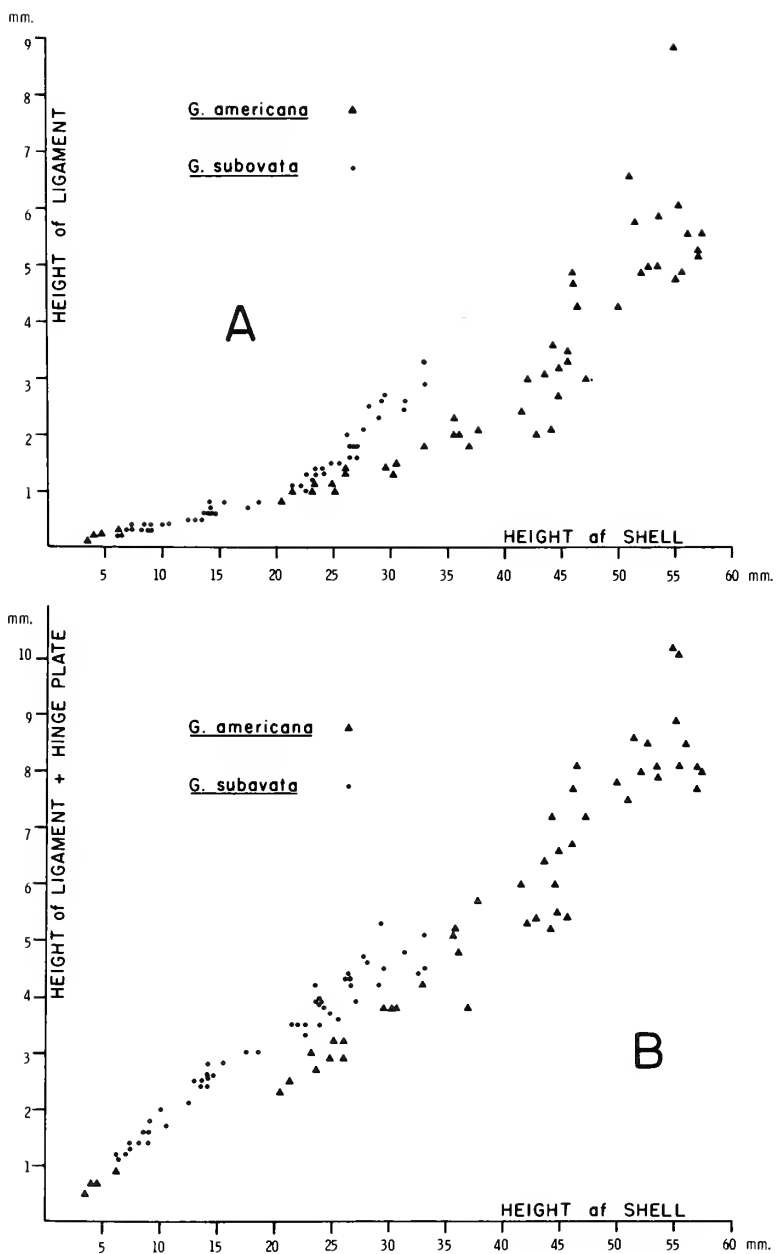 mm.
9
8
7
6
5
4
3
2
1
HEIGHT of LIGAMENT
G. americana
G. subovata
A
HEIGHT af SHELL
5 10 15 20 25 30 35 40 45 50 55 60 mm.
mm.
10
9
8
7
6
5
4
3
2
1
HEIGHT of LIGAMENT + HINGE PLATE
G. americana
G. subavata
B
HEIGHT af SHELL
5 10 15 20 25 30 35 40 45 50 55 60 mm.